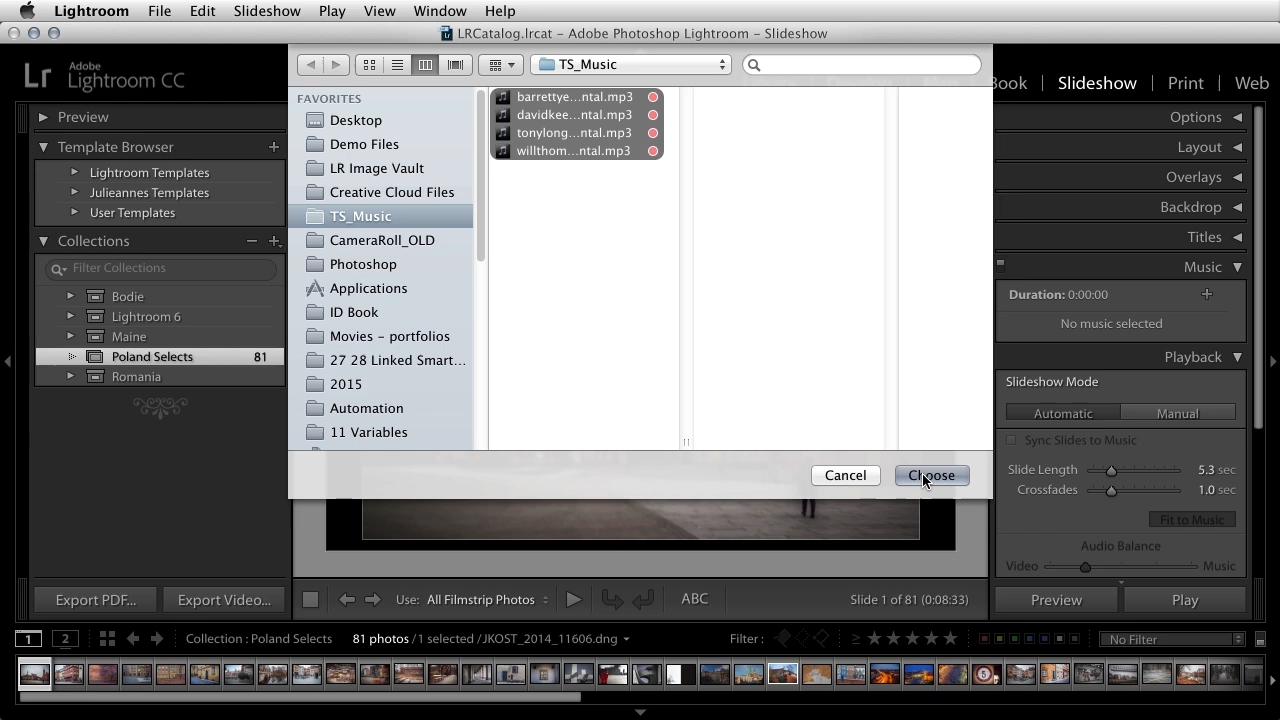 Lightroom File Edit Slideshow Play View Window Help
LRCatalog.lrcat – Adobe Photoshop Lightroom – Slideshow
Lr Adobe Lightroom CC
Book Slideshow Print Web
TS_Music
FAVORITES
Desktop
Demo Files
LR Image Vault
Creative Cloud Files
TS_Music
CameraRoll_OLD
Photoshop
Applications
ID Book
Movies – portfolios
27 28 Linked Smart...
2015
Automation
11 Variables
barrettye...ntal.mp3
davidkee...ntal.mp3
tonylong...ntal.mp3
willthom...ntal.mp3
Cancel Choose
Preview
Template Browser
Lightroom Templates
Julieannes Templates
User Templates
Collections
Filter Collections
Bodie
Lightroom 6
Maine
Poland Selects 81
Romania
Export PDF... Export Video...
Options
Layout
Overlays
Backdrop
Titles
Music
Duration: 0:00:00
No music selected
Playback
Slideshow Mode
Automatic Manual
Sync Slides to Music
Slide Length 5.3 sec
Crossfades 1.0 sec
Fit to Music
Audio Balance
Video Music
Preview Play
Use: All Filmstrip Photos ABC Slide 1 of 81 (0:08:33)
1 2 Collection : Poland Selects 81 photos / 1 selected / JKOST_2014_11606.dng Filter : ≥ No Filter